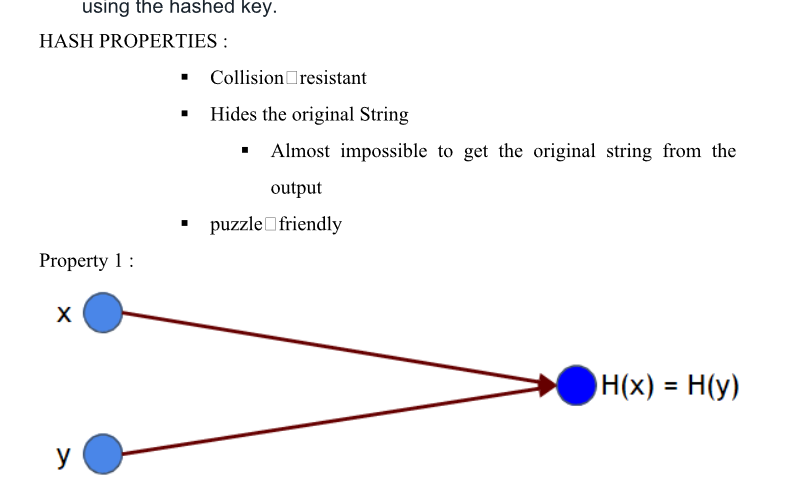 using the hashed key.
HASH PROPERTIES :
▪ Collision□resistant
▪ Hides the original String
▪ Almost impossible to get the original string from the
output
▪ puzzle□friendly
Property 1 :
x
H(x) = H(y)
y